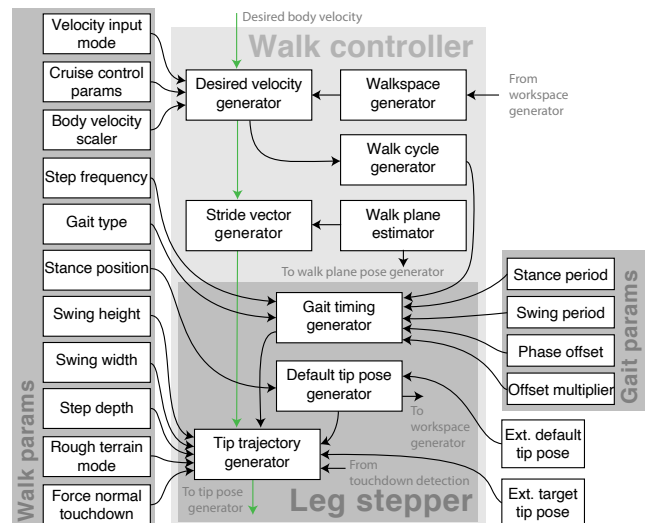 Desired body velocity
Walk controller
Velocity input
mode
Cruise control
params
Body velocity
scaler
Step frequency
Gait type
Stance position
Swing height
Swing width
Step depth
Rough terrain
mode
Force normal
touchdown
Walk params
Desired velocity
generator
Walkspace
generator
From
workspace
generator
Walk cycle
generator
Stride vector
generator
Walk plane
estimator
To walk plane pose generator
Gait timing
generator
Stance period
Swing period
Phase offset
Offset multiplier
Gait params
Default tip pose
generator
To
workspace
generator
Ext. default
tip pose
Tip trajectory
generator
From
touchdown detection
Ext. target
tip pose
To tip pose
generator
Leg stepper